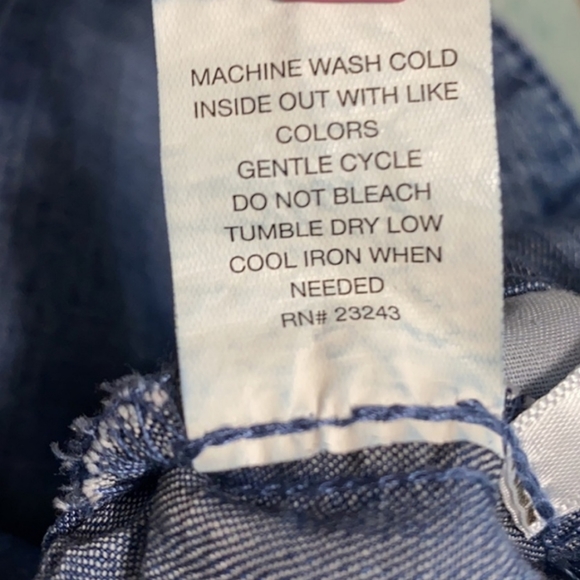 MACHINE WASH COLD
INSIDE OUT WITH LIKE
COLORS
GENTLE CYCLE
DO NOT BLEACH
TUMBLE DRY LOW
COOL IRON WHEN
NEEDED
RN# 23243